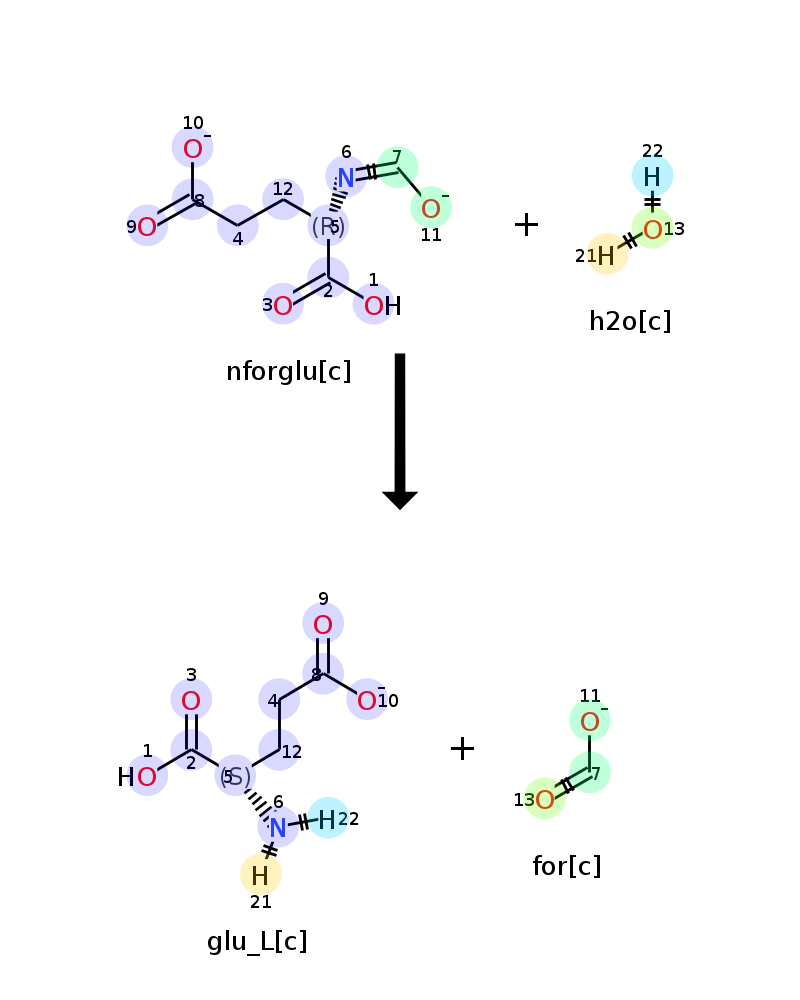 10
O-
22
H
6
7
N
8
12
9 O
4
(R)
5
O-
11
+
O 13
21 H
1
3 O
2
OH
h2o[c]
nforglu[c]
9
O
3
O
8
4
O- 10
11
O-
1
HO
2
5
(S)
12
+
7
13 O
6
N
H 22
H
21
for[c]
glu_L[c]